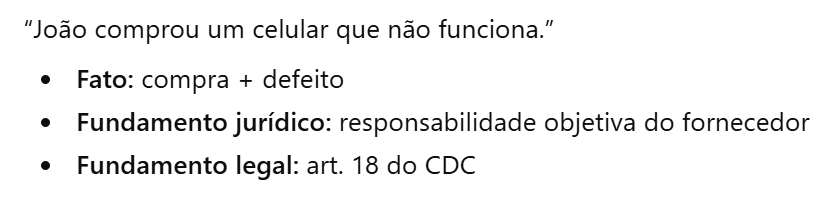 “João comprou um celular que não funciona.”
• Fato: compra + defeito
• Fundamento jurídico: responsabilidade objetiva do fornecedor
• Fundamento legal: art. 18 do CDC